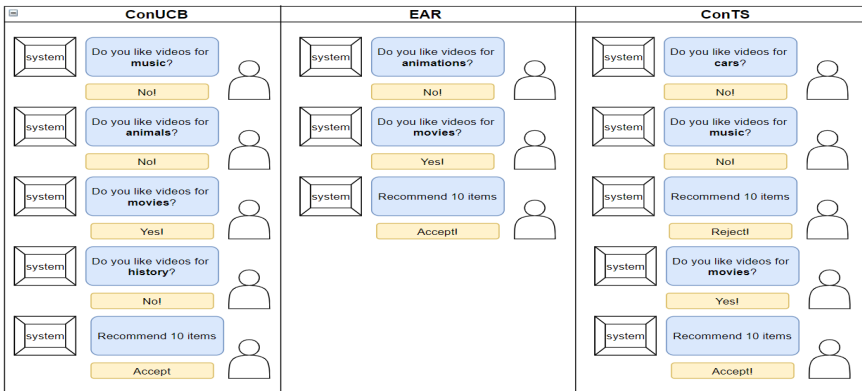 ConUCB
system
Do you like videos for
music?
No!
system
Do you like videos for
animals?
No!
system
Do you like videos for
movies?
Yes!
system
Do you like videos for
history?
No!
system
Recommend 10 items
Accept
EAR
system
Do you like videos for
animations?
No!
system
Do you like videos for
movies?
Yes!
system
Recommend 10 items
Accept!
ConTS
system
Do you like videos for
cars?
No!
system
Do you like videos for
music?
No!
system
Recommend 10 items
Reject!
system
Do you like videos for
movies?
Yes!
system
Recommend 10 items
Accept!